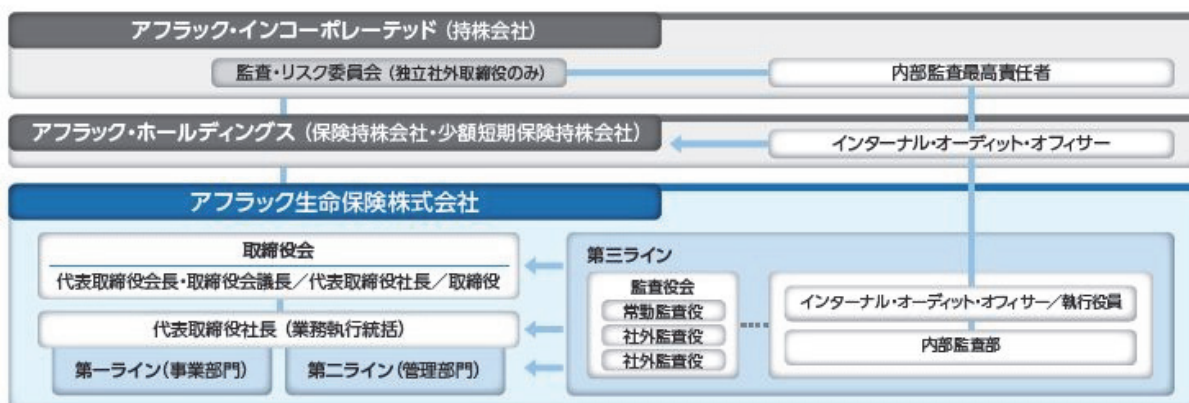 アフラック・インコーポレーテッド（持株会社）
監査・リスク委員会（独立社外取締役のみ）
内部監査最高責任者
アフラック・ホールディングス（保険持株会社・少額短期保険持株会社）
インターナル・オーディット・オフィサー
アフラック生命保険株式会社
取締役会
代表取締役会長・取締役会議長／代表取締役社長／取締役
代表取締役社長（業務執行統括）
第一ライン（事業部門）
第二ライン（管理部門）
第三ライン
監査役会
常勤監査役
社外監査役
社外監査役
インターナル・オーディット・オフィサー／執行役員
内部監査部